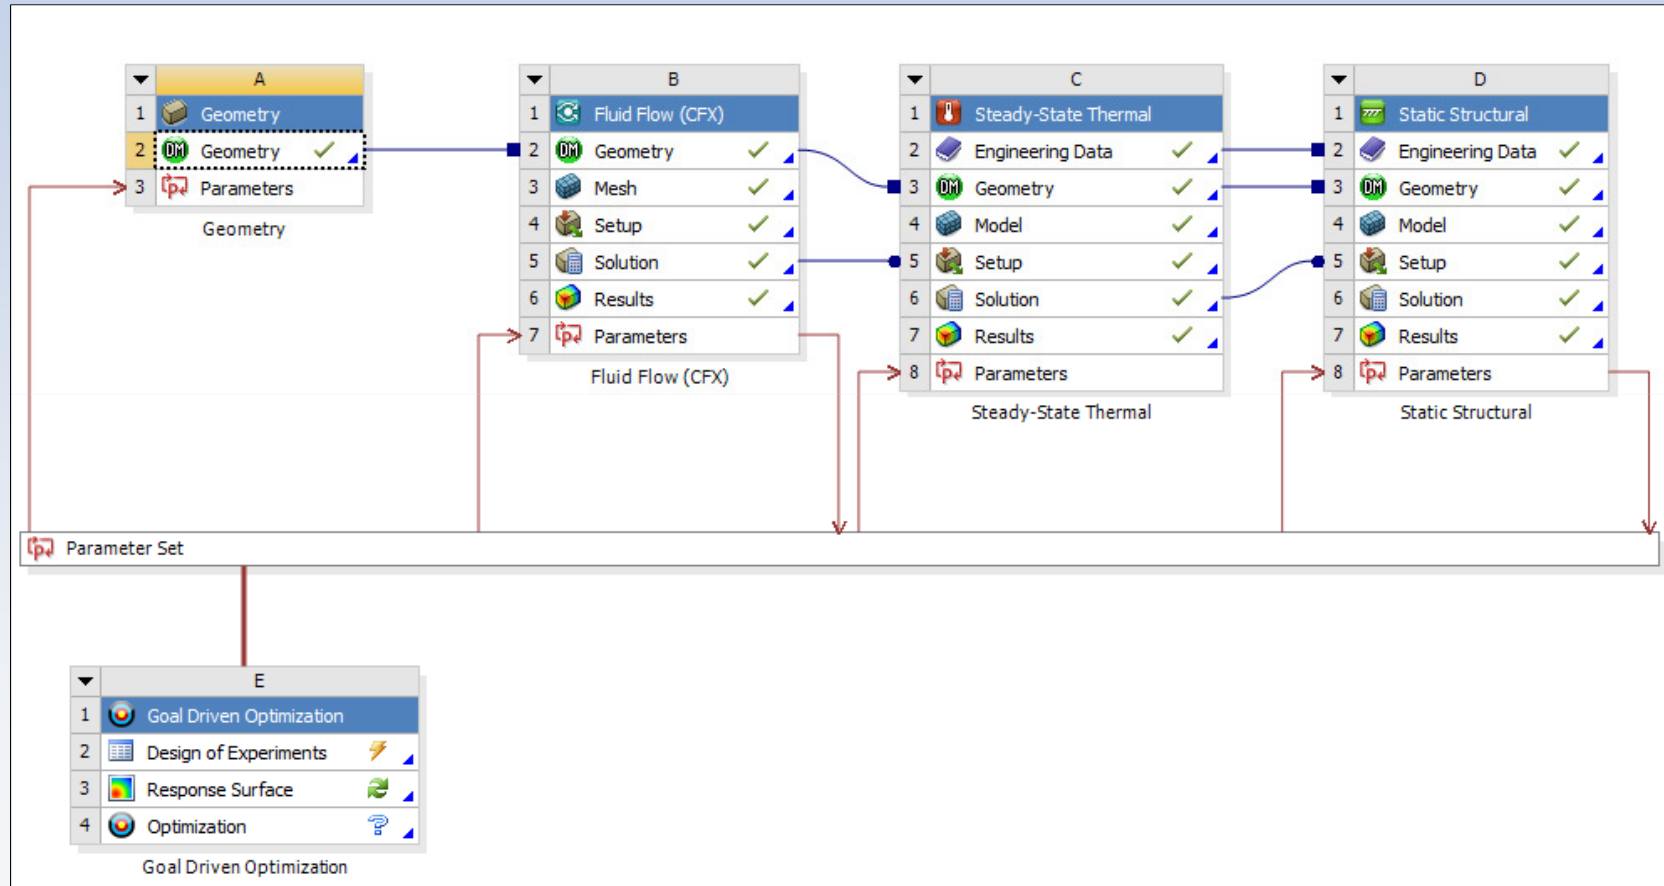 A
1 Geometry
2 Geometry
3 Parameters
Geometry
B
1 Fluid Flow (CFX)
2 Geometry
3 Mesh
4 Setup
5 Solution
6 Results
7 Parameters
Fluid Flow (CFX)
C
1 Steady-State Thermal
2 Engineering Data
3 Geometry
4 Model
5 Setup
6 Solution
7 Results
8 Parameters
Steady-State Thermal
D
1 Static Structural
2 Engineering Data
3 Geometry
4 Model
5 Setup
6 Solution
7 Results
8 Parameters
Static Structural
Parameter Set
E
1 Goal Driven Optimization
2 Design of Experiments
3 Response Surface
4 Optimization
Goal Driven Optimization